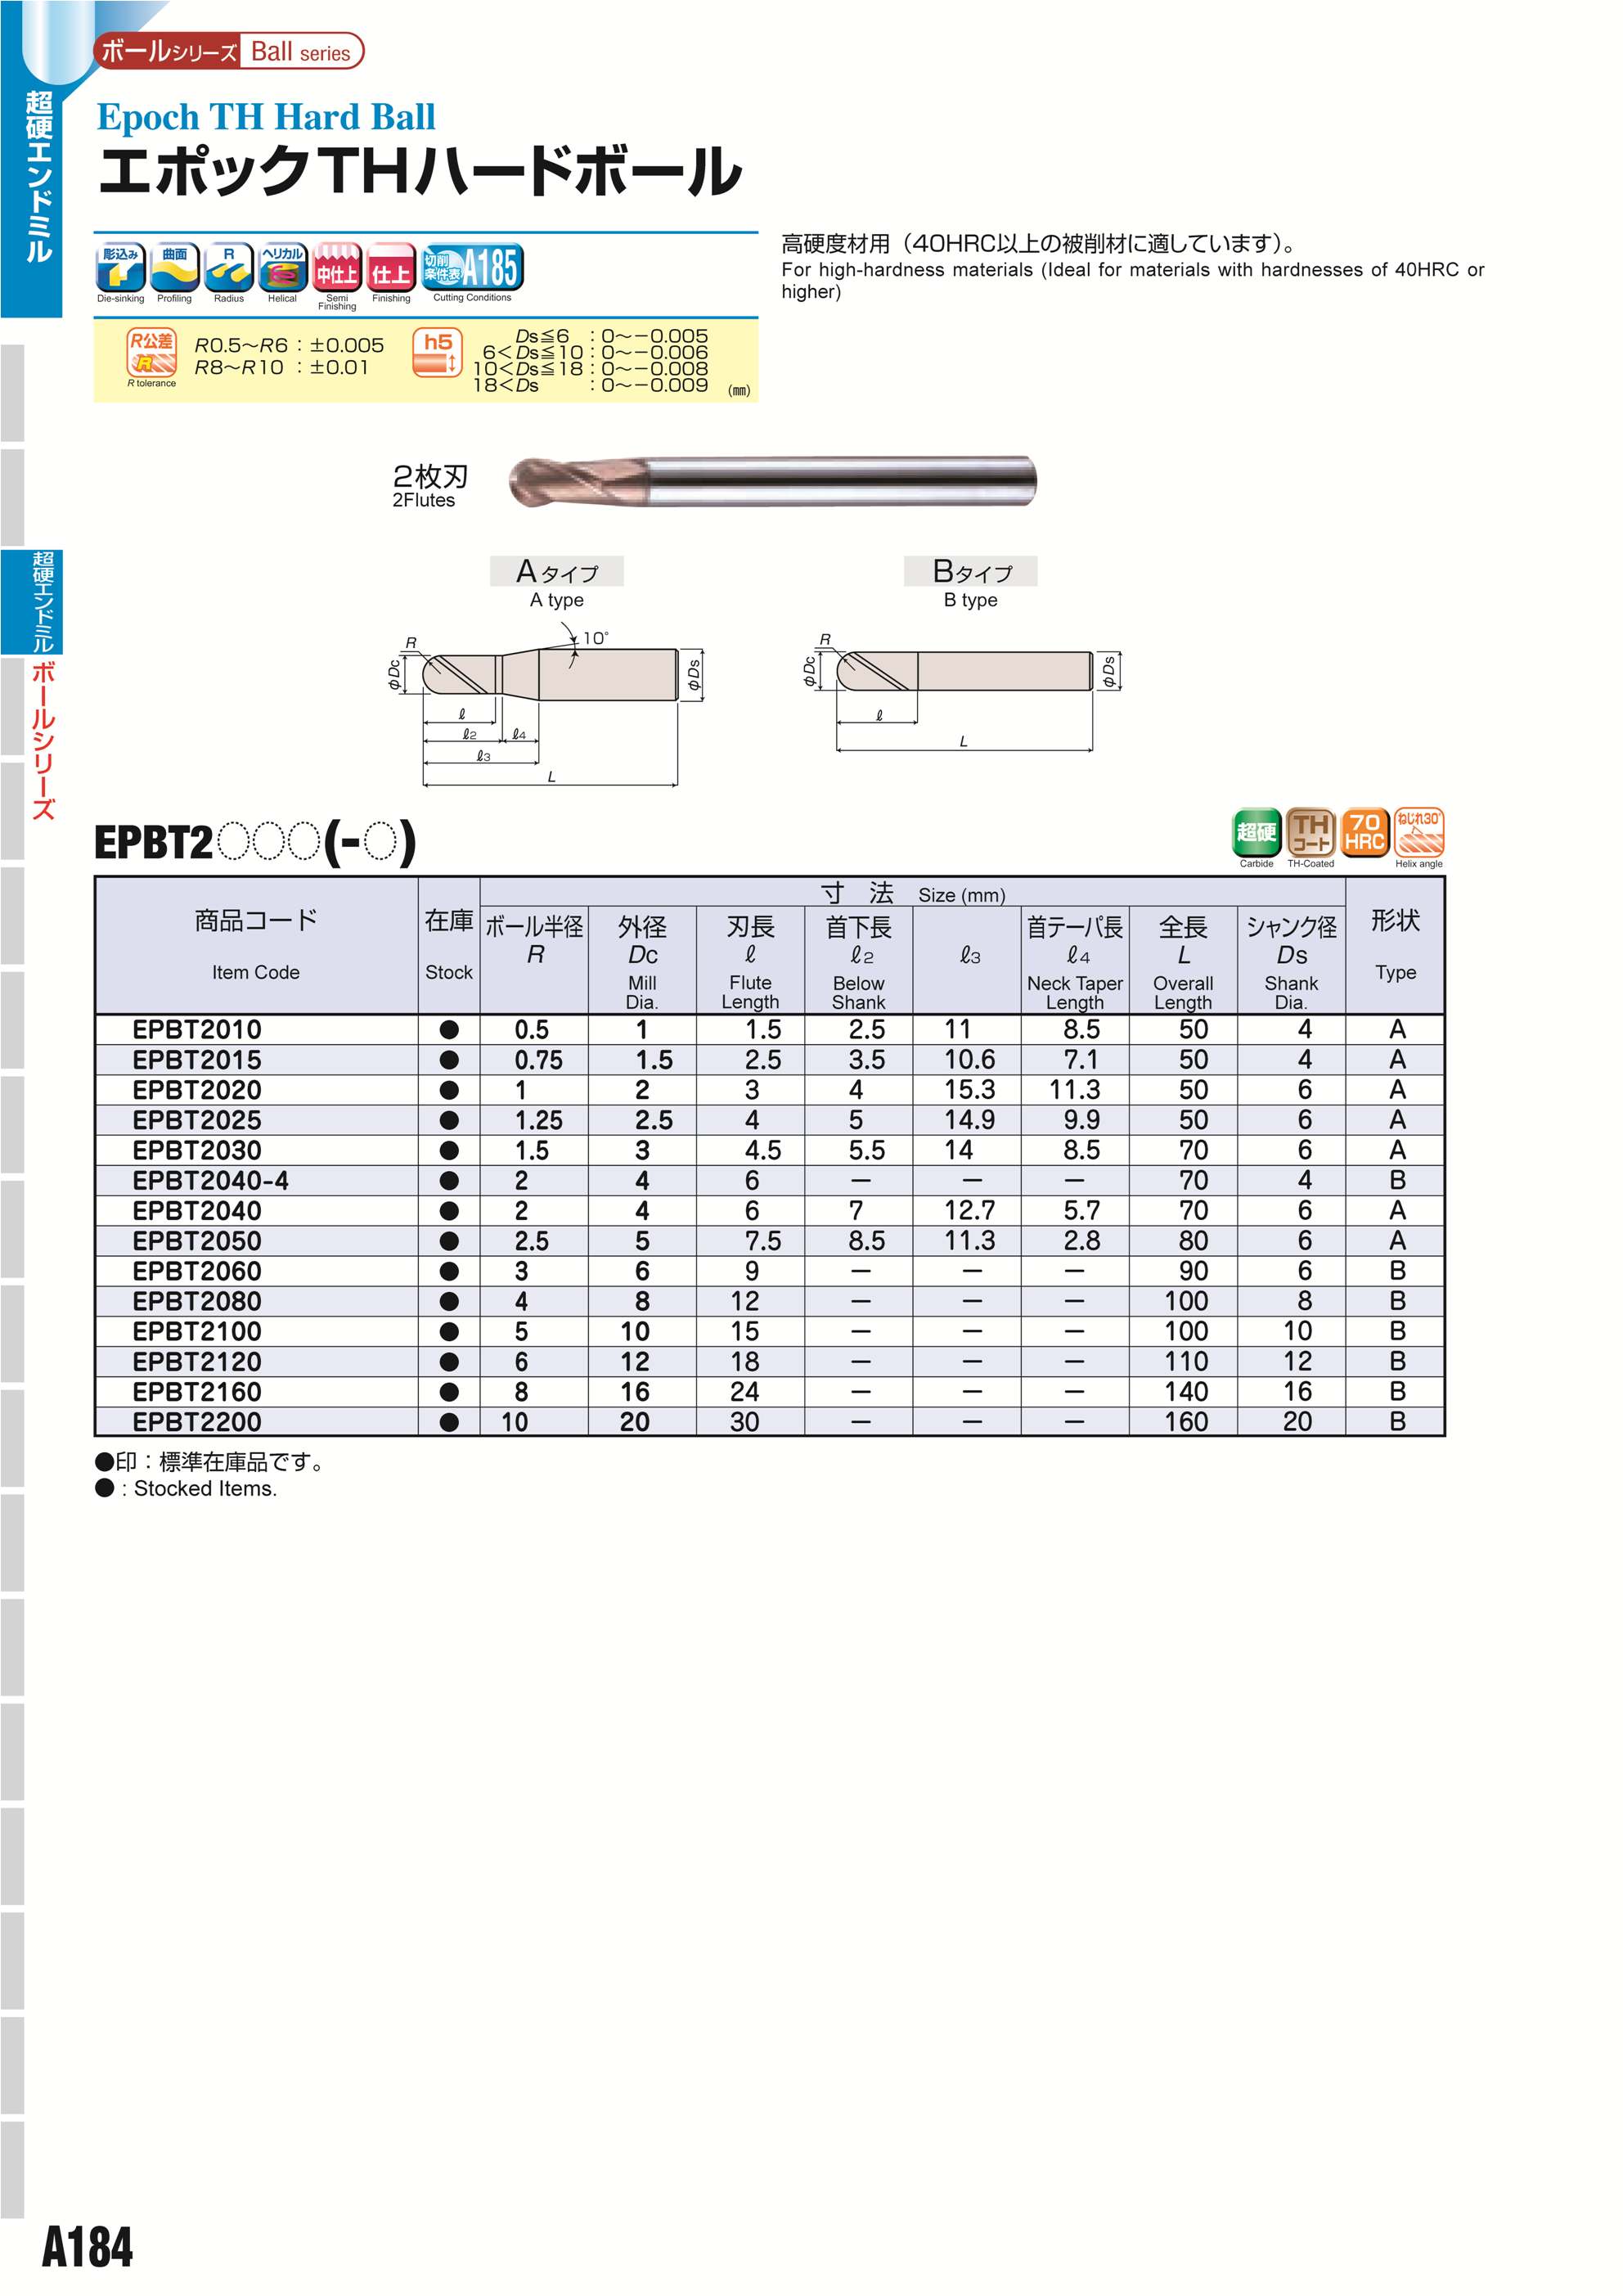 ボールシリーズ Ball series
超硬エンドミル
Epoch TH Hard Ball
エポックTHハードボール
彫込み 曲面 R ヘリカル 中仕上 仕上 切削条件表 A185
Die-sinking Profiling Radius Helical Semi Finishing Finishing Cutting Conditions
高硬度材用（40HRC以上の被削材に適しています）。
For high-hardness materials (Ideal for materials with hardnesses of 40HRC or
higher)
R公差 R
R tolerance
R0.5～R6：±0.005
R8～R10：±0.01
h5
Ds≦6 ：0～−0.005
6＜Ds≦10：0～−0.006
10＜Ds≦18：0～−0.008
18＜Ds ：0～−0.009
(㎜)
2枚刃
2Flutes
Aタイプ
A type
R 10° φDc φDs ℓ ℓ2 ℓ4 ℓ3 L
Bタイプ
B type
R φDc φDs ℓ L
超硬エンドミル
ボールシリーズ
EPBT2○○○(-○)
超硬 THコート 70HRC ねじれ30°
Carbide TH-Coated Helix angle
商品コード 在庫 寸 法 Size (mm) 形状
ボール半径 外径 刃長 首下長 首テーパ長 全長 シャンク径
R Dc ℓ ℓ2 ℓ3 ℓ4 L Ds
Item Code Stock Mill Dia. Flute Length Below Shank Neck Taper Length Overall Length Shank Dia. Type
EPBT2010 ● 0.5 1 1.5 2.5 11 8.5 50 4 A
EPBT2015 ● 0.75 1.5 2.5 3.5 10.6 7.1 50 4 A
EPBT2020 ● 1 2 3 4 15.3 11.3 50 6 A
EPBT2025 ● 1.25 2.5 4 5 14.9 9.9 50 6 A
EPBT2030 ● 1.5 3 4.5 5.5 14 8.5 70 6 A
EPBT2040-4 ● 2 4 6 − − − 70 4 B
EPBT2040 ● 2 4 6 7 12.7 5.7 70 6 A
EPBT2050 ● 2.5 5 7.5 8.5 11.3 2.8 80 6 A
EPBT2060 ● 3 6 9 − − − 90 6 B
EPBT2080 ● 4 8 12 − − − 100 8 B
EPBT2100 ● 5 10 15 − − − 100 10 B
EPBT2120 ● 6 12 18 − − − 110 12 B
EPBT2160 ● 8 16 24 − − − 140 16 B
EPBT2200 ● 10 20 30 − − − 160 20 B
●印：標準在庫品です。
●：Stocked Items.
A184